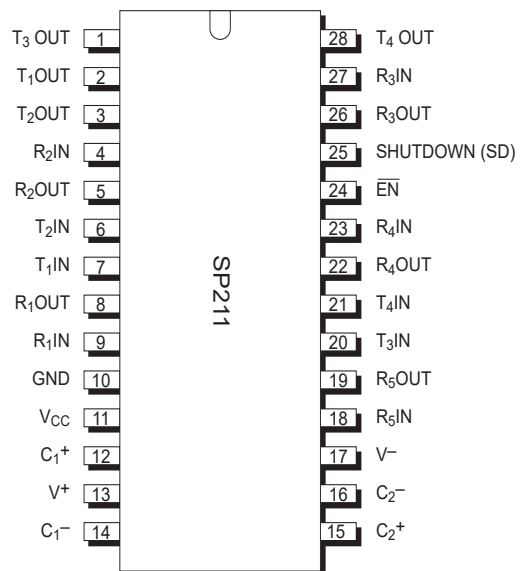 T₃ OUT 1 28 T₄ OUT
T₁OUT 2 27 R₃IN
T₂OUT 3 26 R₃OUT
R₂IN 4 25 SHUTDOWN (SD)
R₂OUT 5 24 E̅N̅
T₂IN 6 23 R₄IN
T₁IN 7 22 R₄OUT
R₁OUT 8 21 T₄IN
R₁IN 9 20 T₃IN
GND 10 19 R₅OUT
V_CC 11 18 R₅IN
C₁⁺ 12 17 V⁻
V⁺ 13 16 C₂⁻
C₁⁻ 14 15 C₂⁺
SP211